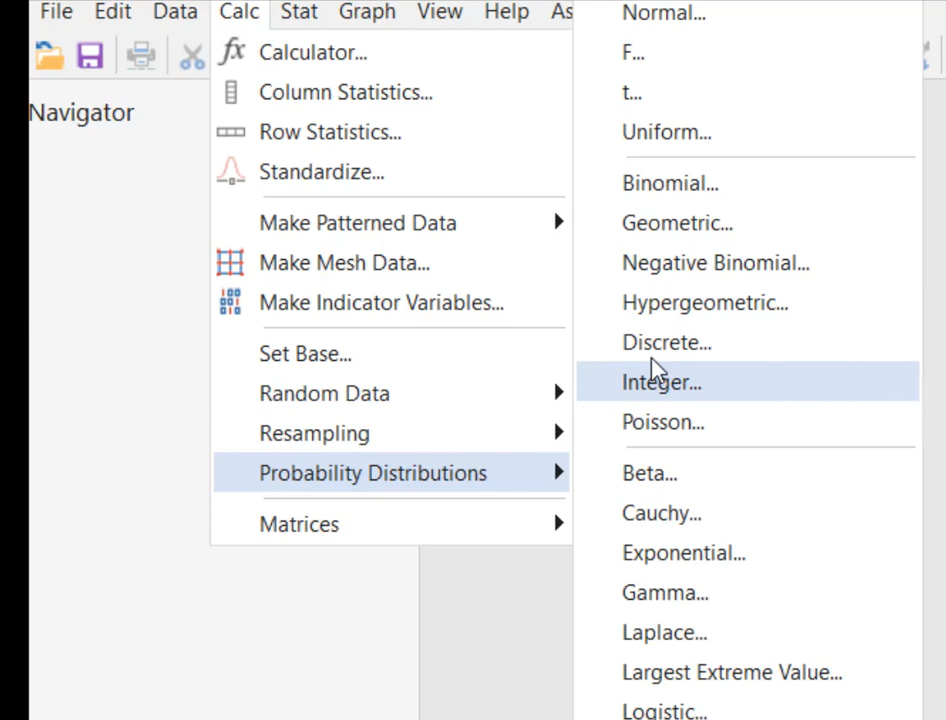 File Edit Data Calc Stat Graph View Help As
Navigator
fx Calculator...
Column Statistics...
Row Statistics...
Standardize...
Make Patterned Data
Make Mesh Data...
Make Indicator Variables...
Set Base...
Random Data
Resampling
Probability Distributions
Matrices
Normal...
F...
t...
Uniform...
Binomial...
Geometric...
Negative Binomial...
Hypergeometric...
Discrete...
Integer...
Poisson...
Beta...
Cauchy...
Exponential...
Gamma...
Laplace...
Largest Extreme Value...
Logistic...